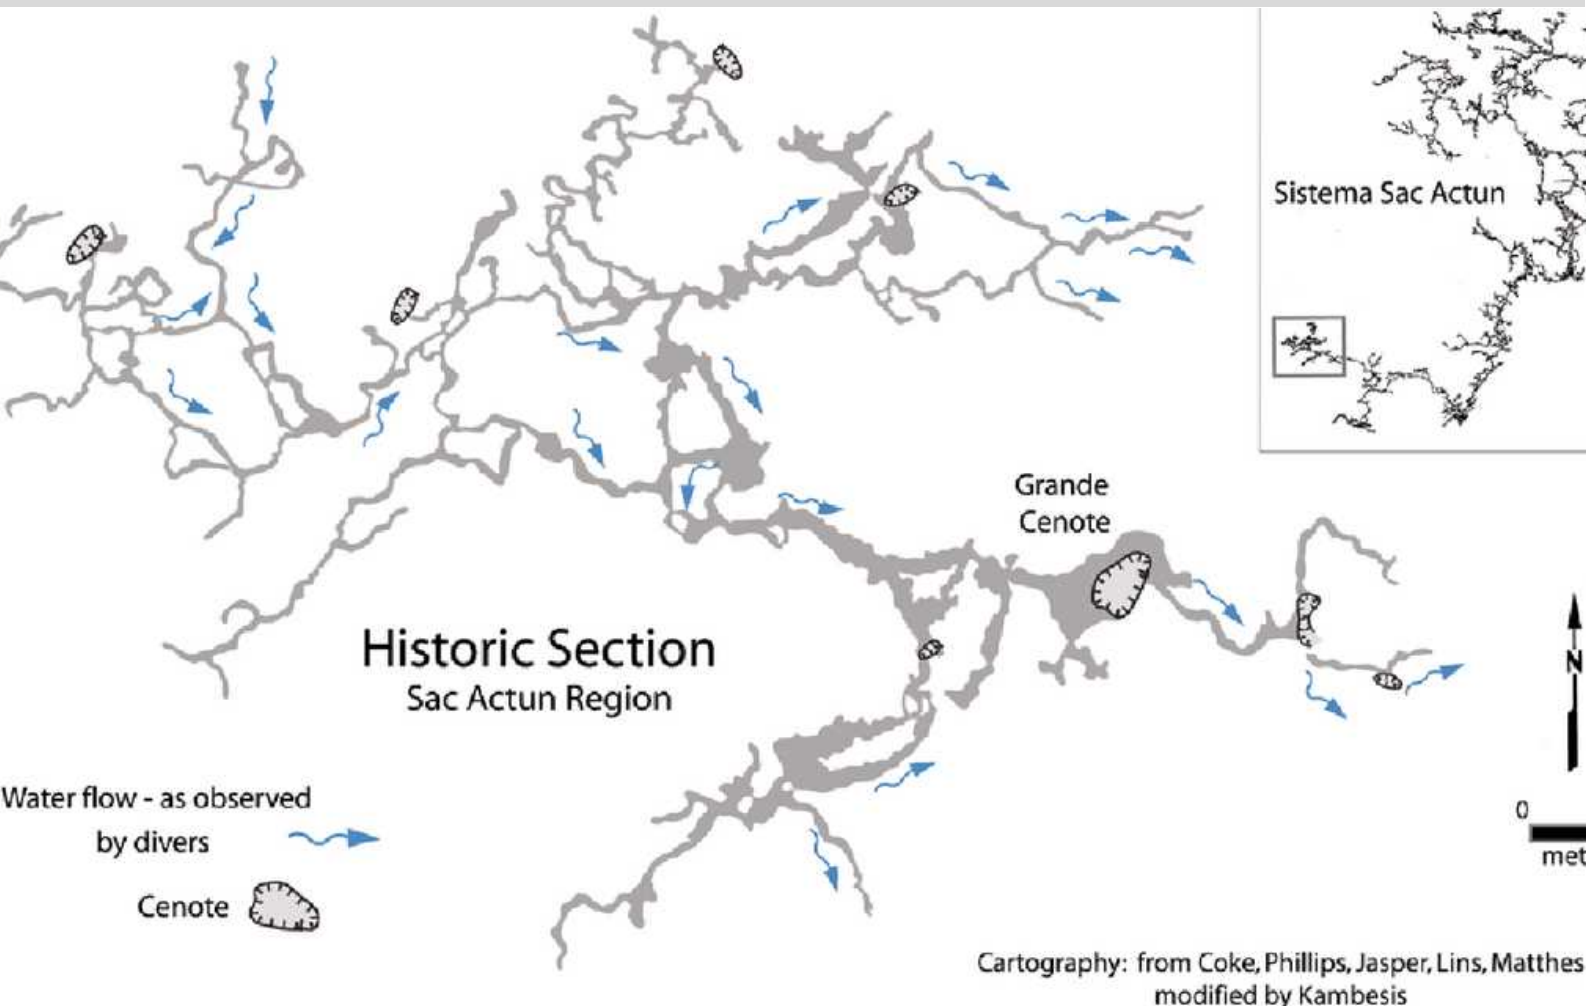 Sistema Sac Actun
Grande
Cenote
Historic Section
Sac Actun Region
N
Water flow - as observed
by divers
Cenote
0
met
Cartography: from Coke, Phillips, Jasper, Lins, Matthes
modified by Kambesis